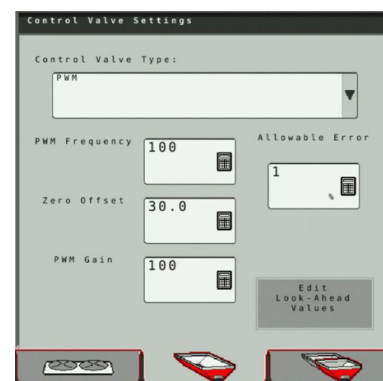 Control Valve Settings
Control Valve Type:
PWM
PWM Frequency
100
Allowable Error
1
%
Zero Offset
30.0
PWM Gain
100
Edit
Look-Ahead
Values